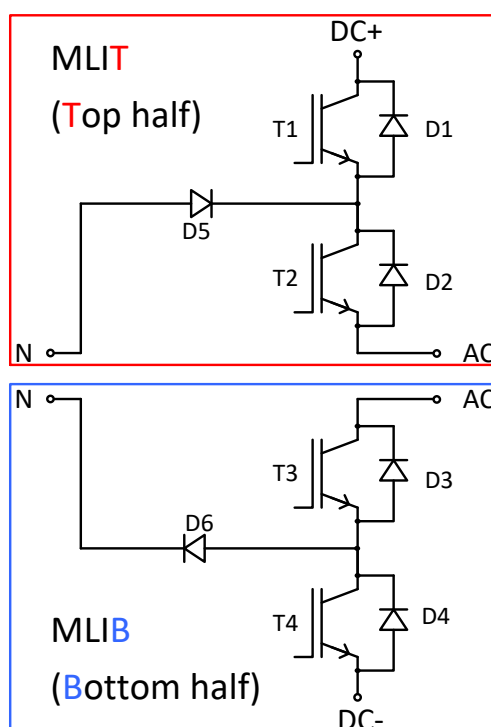 DC+
MLIT
(Top half)
T1
D1
D5
T2
D2
N
AC
N
AC
T3
D3
D6
T4
D4
MLIB
(Bottom half)
DC-